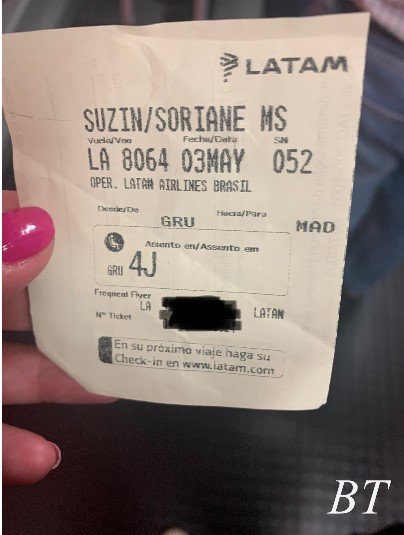 LATAM
SUZIN/SORIANE MS
Vuelo/Voo Fecha/Data SN
LA 8064 03MAY 052
OPER. LATAM AIRLINES BRASIL
Desde/De Hacia/Para
GRU MAD
Asiento en/Assento em
GRU 4J
Frequent Flyer
LA LATAM
Nº Ticket
En su próximo viaje haga su
Check-in en www.latam.com
BT